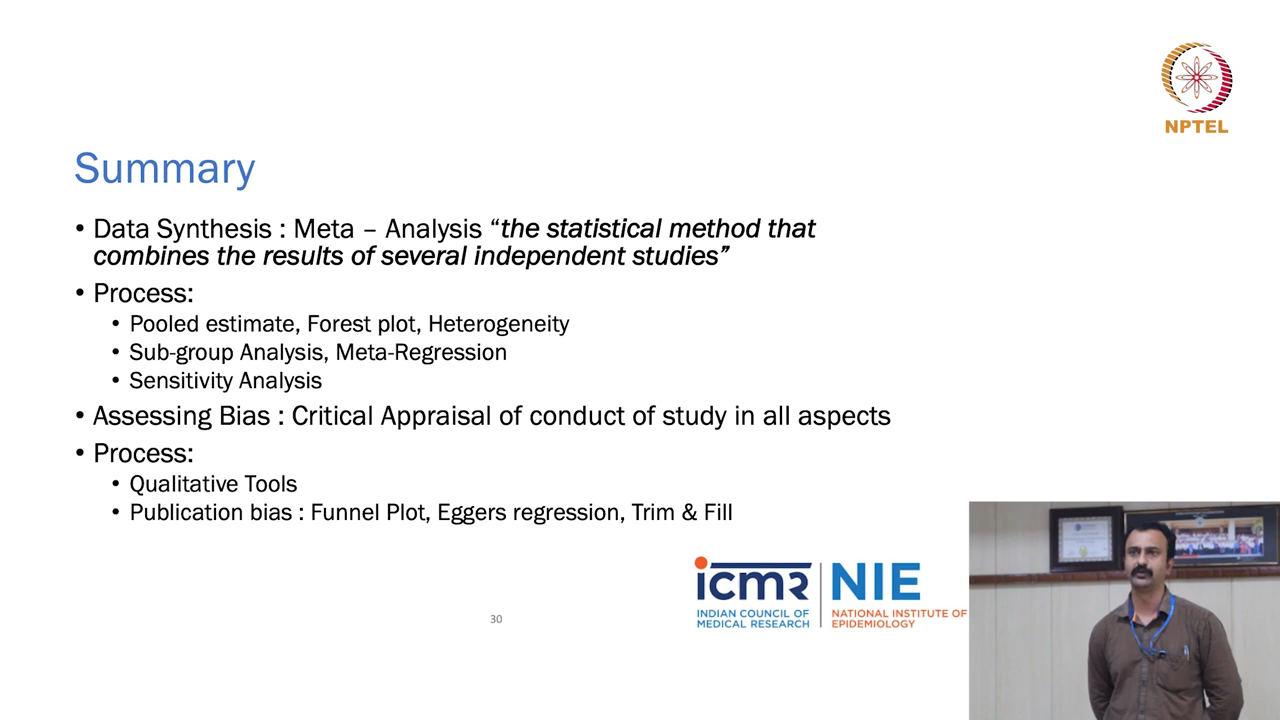 NPTEL
Summary
• Data Synthesis : Meta – Analysis “the statistical method that
combines the results of several independent studies”
• Process:
• Pooled estimate, Forest plot, Heterogeneity
• Sub-group Analysis, Meta-Regression
• Sensitivity Analysis
• Assessing Bias : Critical Appraisal of conduct of study in all aspects
• Process:
• Qualitative Tools
• Publication bias : Funnel Plot, Eggers regression, Trim & Fill
icmr
INDIAN COUNCIL OF
MEDICAL RESEARCH
NIE
NATIONAL INSTITUTE OF
EPIDEMIOLOGY
30